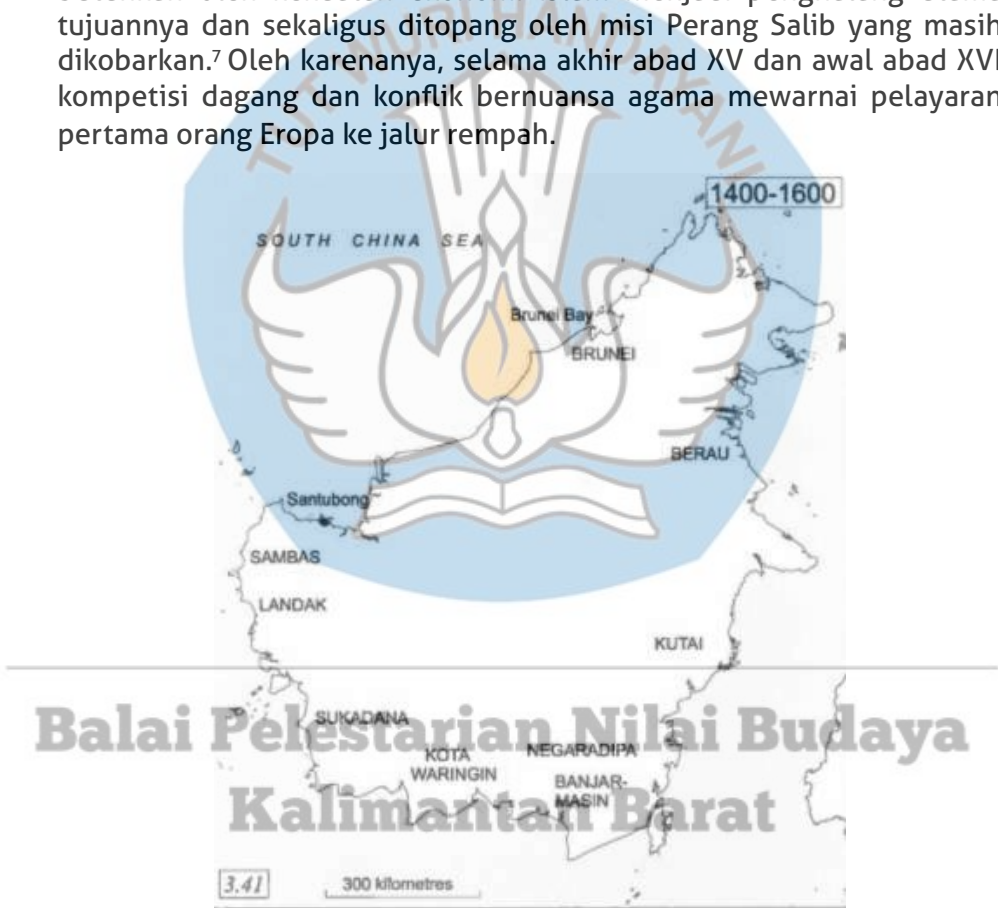 tujuannya dan sekaligus ditopang oleh misi Perang Salib yang masih
dikobarkan.⁷ Oleh karenanya, selama akhir abad XV dan awal abad XVI
kompetisi dagang dan konflik bernuansa agama mewarnai pelayaran
pertama orang Eropa ke jalur rempah.
TUT WURI HANDAYANI
1400-1600
SOUTH CHINA SEA
Brunei Bay
BRUNEI
BERAU
Santubong
SAMBAS
LANDAK
KUTAI
SUKADANA
Balai Pelestarian Nilai Budaya
KOTA
WARINGIN
NEGARADIPA
BANJAR-
MASIN
Kalimantan Barat
3.41
300 kilometres